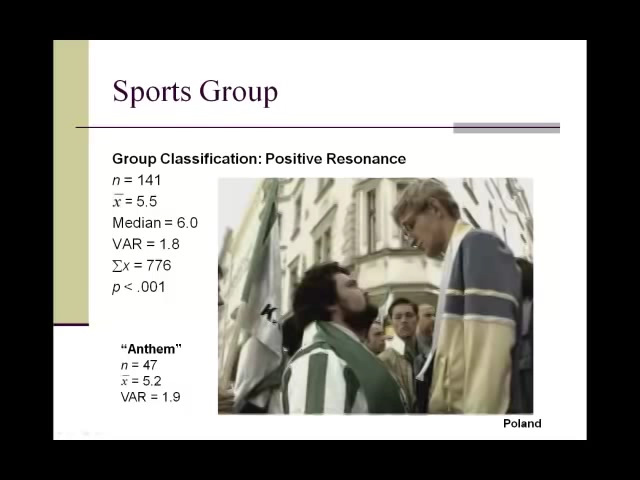 Sports Group
Group Classification: Positive Resonance
n = 141
x̅ = 5.5
Median = 6.0
VAR = 1.8
∑x = 776
p < .001
K.
“Anthem”
n = 47
x̅ = 5.2
VAR = 1.9
Poland